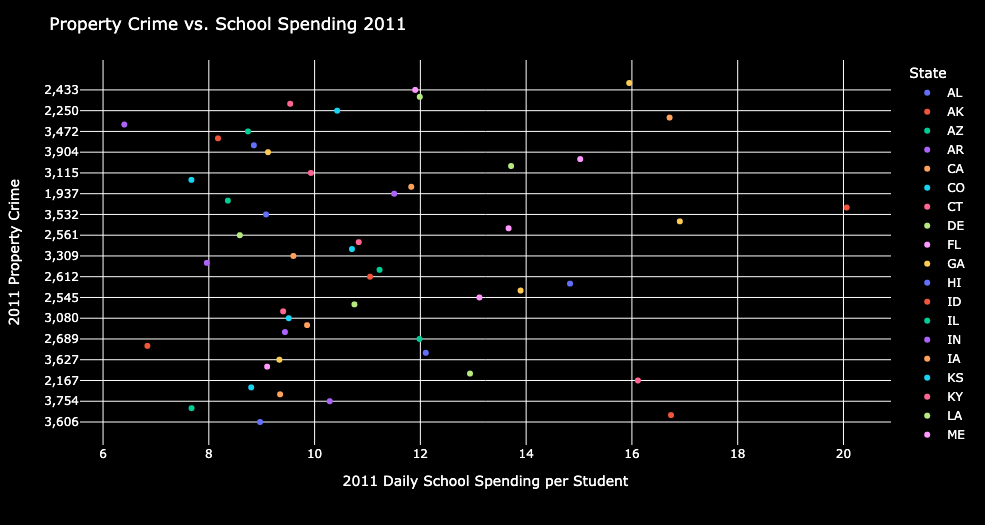 Property Crime vs. School Spending 2011
2011 Property Crime
2,433
2,250
3,472
3,904
3,115
1,937
3,532
2,561
3,309
2,612
2,545
3,080
2,689
3,627
2,167
3,754
3,606
6 8 10 12 14 16 18 20
2011 Daily School Spending per Student
State
AL
AK
AZ
AR
CA
CO
CT
DE
FL
GA
HI
ID
IL
IN
IA
KS
KY
LA
ME